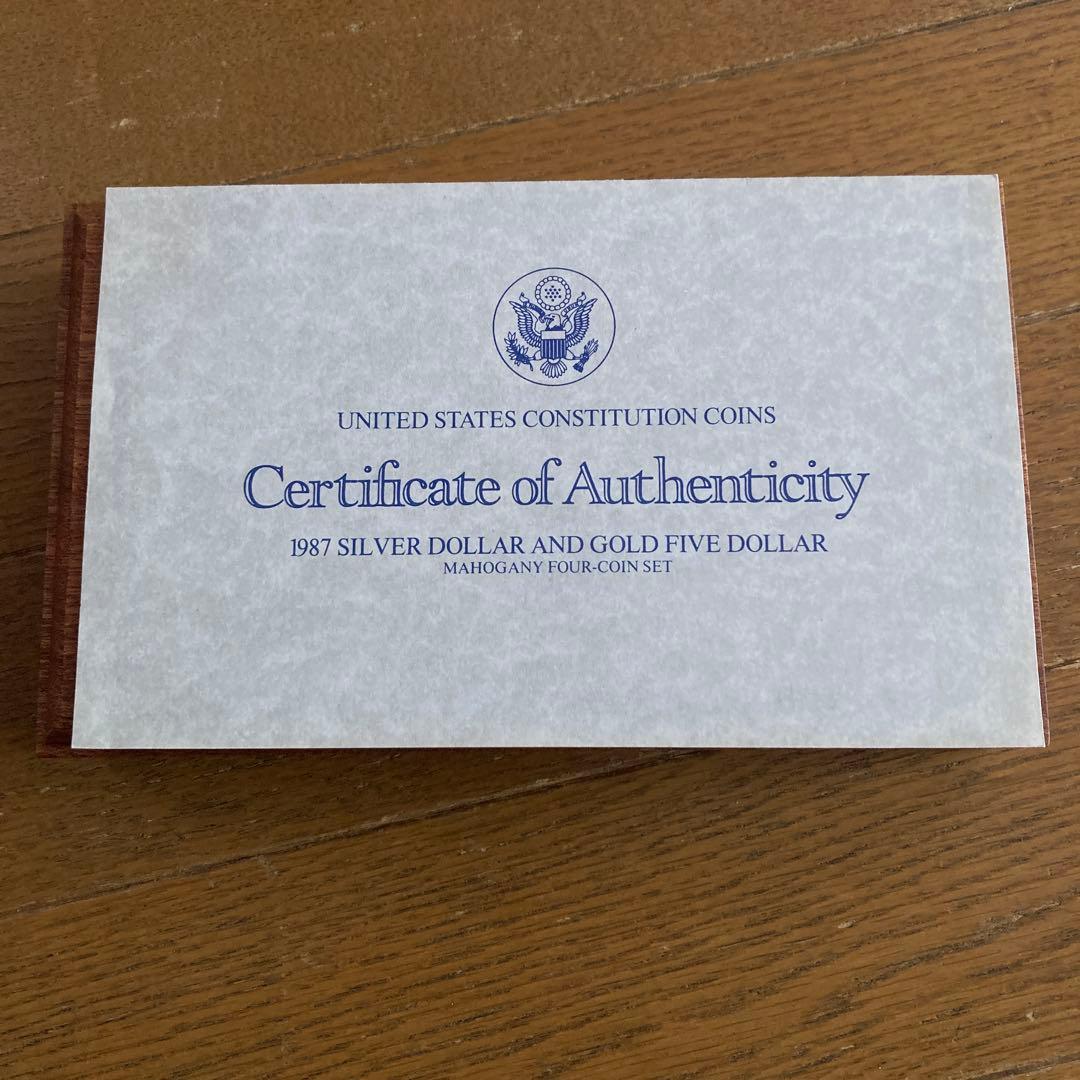 UNITED STATES CONSTITUTION COINS
Certificate of Authenticity
1987 SILVER DOLLAR AND GOLD FIVE DOLLAR
MAHOGANY FOUR-COIN SET